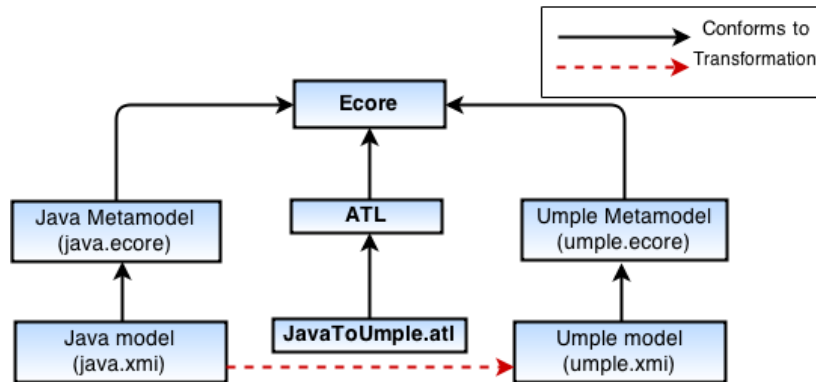 Conforms to
Transformation
Ecore
Java Metamodel
(java.ecore)
ATL
Umple Metamodel
(umple.ecore)
Java model
(java.xmi)
JavaToUmple.atl
Umple model
(umple.xmi)